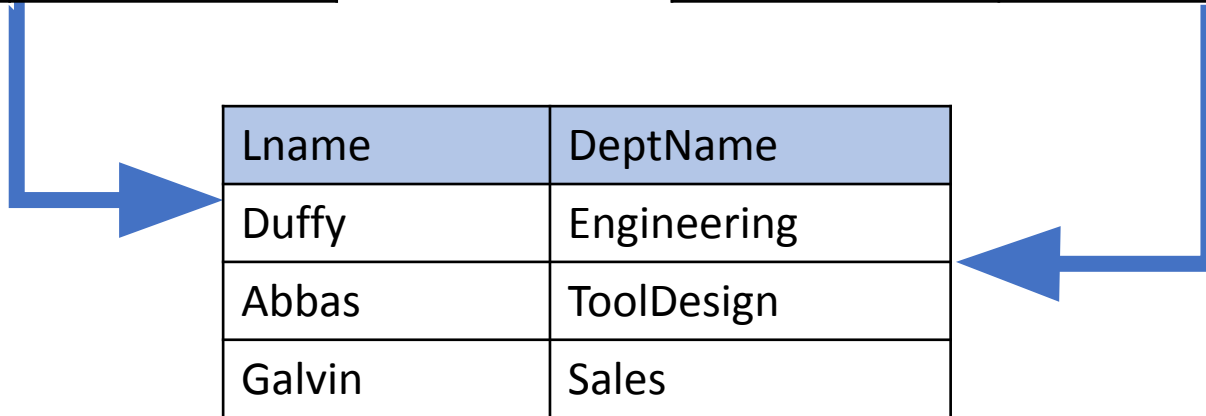 Lname DeptName
Duffy Engineering
Abbas ToolDesign
Galvin Sales